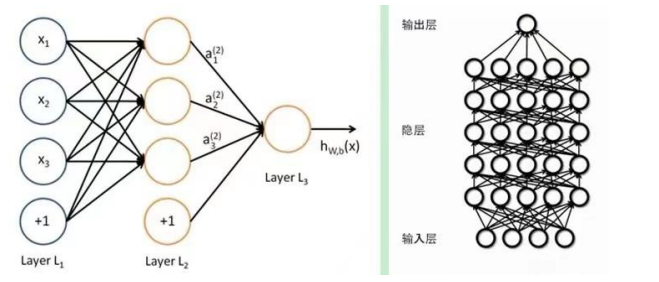 x₁
x₂
x₃
+1
Layer L₁
+1
Layer L₂
a₁⁽²⁾
a₂⁽²⁾
a₃⁽²⁾
h_W,b(x)
Layer L₃
输出层
隐层
输入层